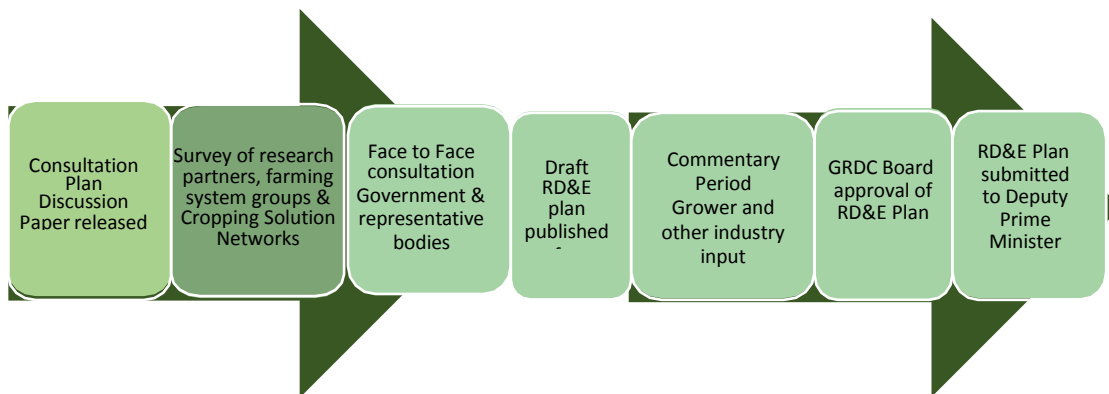 Consultation
Plan
Discussion
Paper released
Survey of research
partners, farming
system groups &
Cropping Solution
Networks
Face to Face
consultation
Government &
representative
bodies
Draft
RD&E
plan
published
Commentary
Period
Grower and
other industry
input
GRDC Board
approval of
RD&E Plan
RD&E Plan
submitted
to Deputy
Prime
Minister